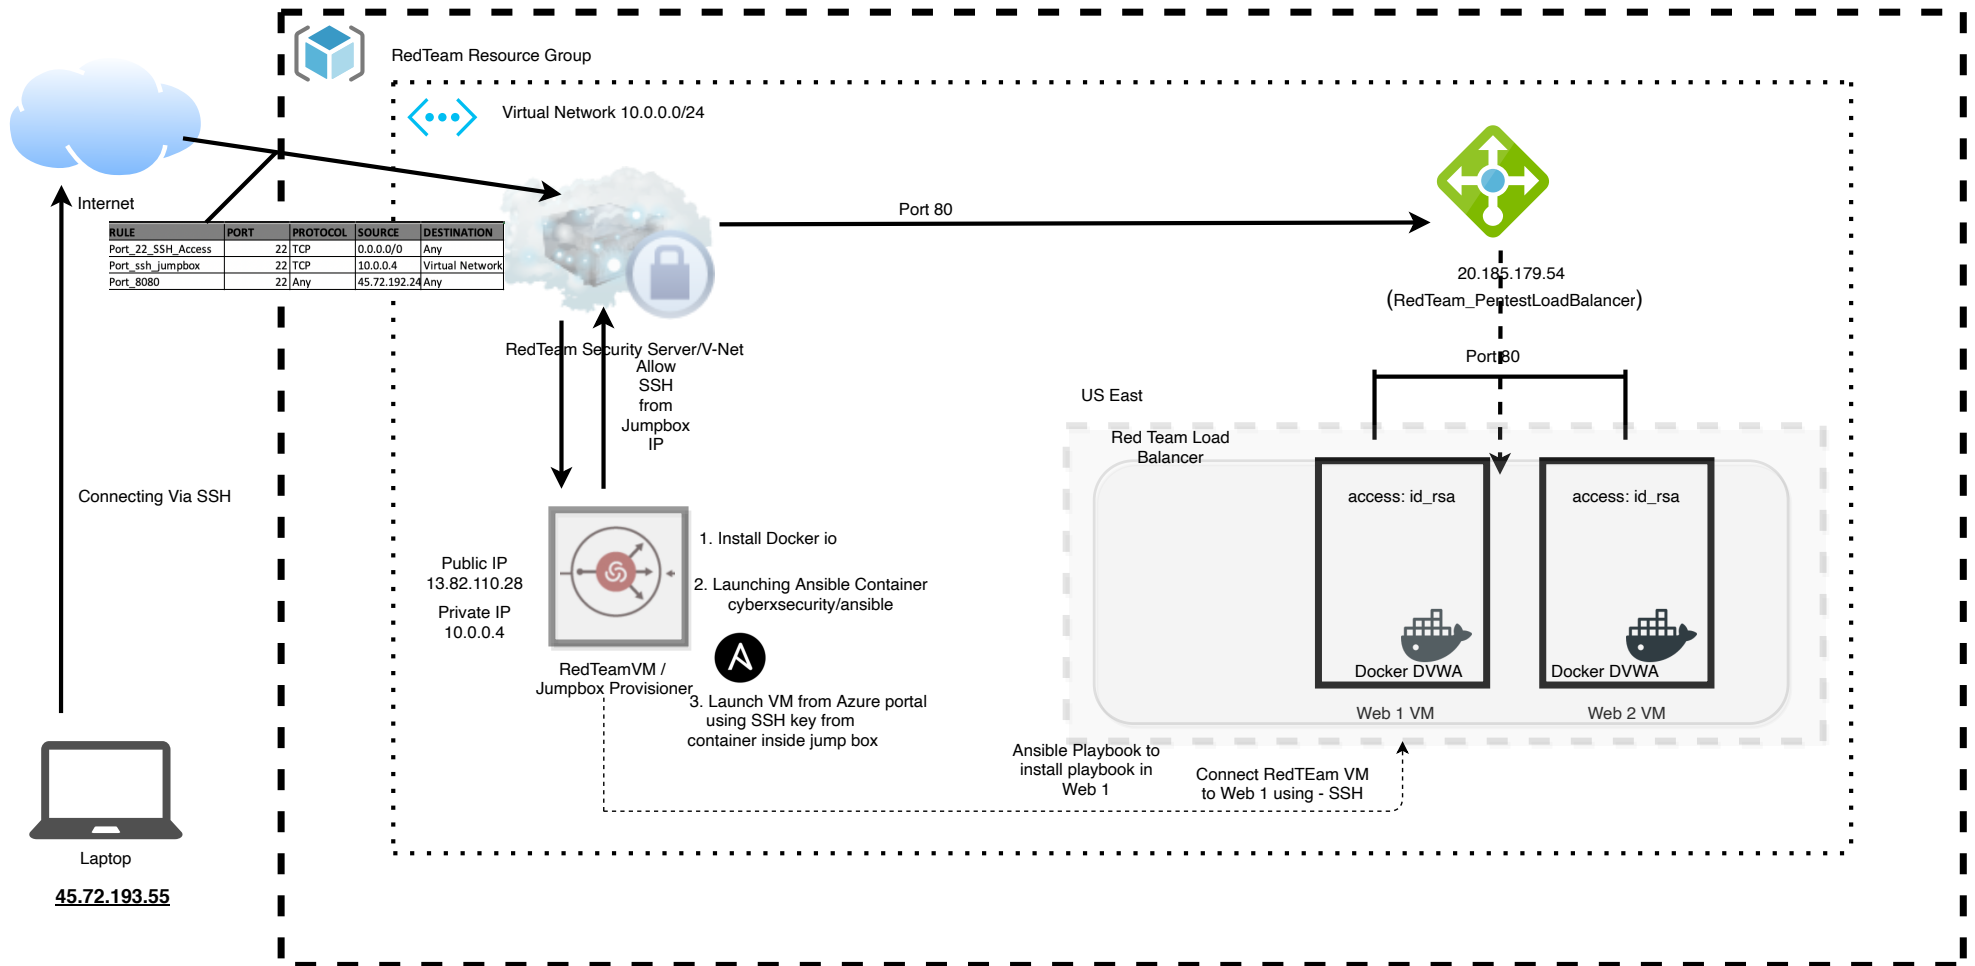 RedTeam Resource Group
Virtual Network 10.0.0.0/24
Internet
RULE PORT PROTOCOL SOURCE DESTINATION
Port_22_SSH_Access 22 TCP 0.0.0.0/0 Any
Port_ssh_jumpbox 22 TCP 10.0.0.4 Virtual Network
Port_8080 22 Any 45.72.192.24 Any
Port 80
20.185.179.54
(RedTeam_PentestLoadBalancer)
RedTeam Security Server/V-Net
Allow
SSH
from
Jumpbox
IP
Port 80
US East
Red Team Load
Balancer
access: id_rsa
access: id_rsa
Connecting Via SSH
Public IP
13.82.110.28
Private IP
10.0.0.4
1. Install Docker io
2. Launching Ansible Container
cyberxsecurity/ansible
A
RedTeamVM /
Jumpbox Provisioner
3. Launch VM from Azure portal
using SSH key from
container inside jump box
Docker DVWA
Docker DVWA
Web 1 VM
Web 2 VM
Ansible Playbook to
install playbook in
Web 1
Connect RedTEam VM
to Web 1 using - SSH
Laptop
45.72.193.55